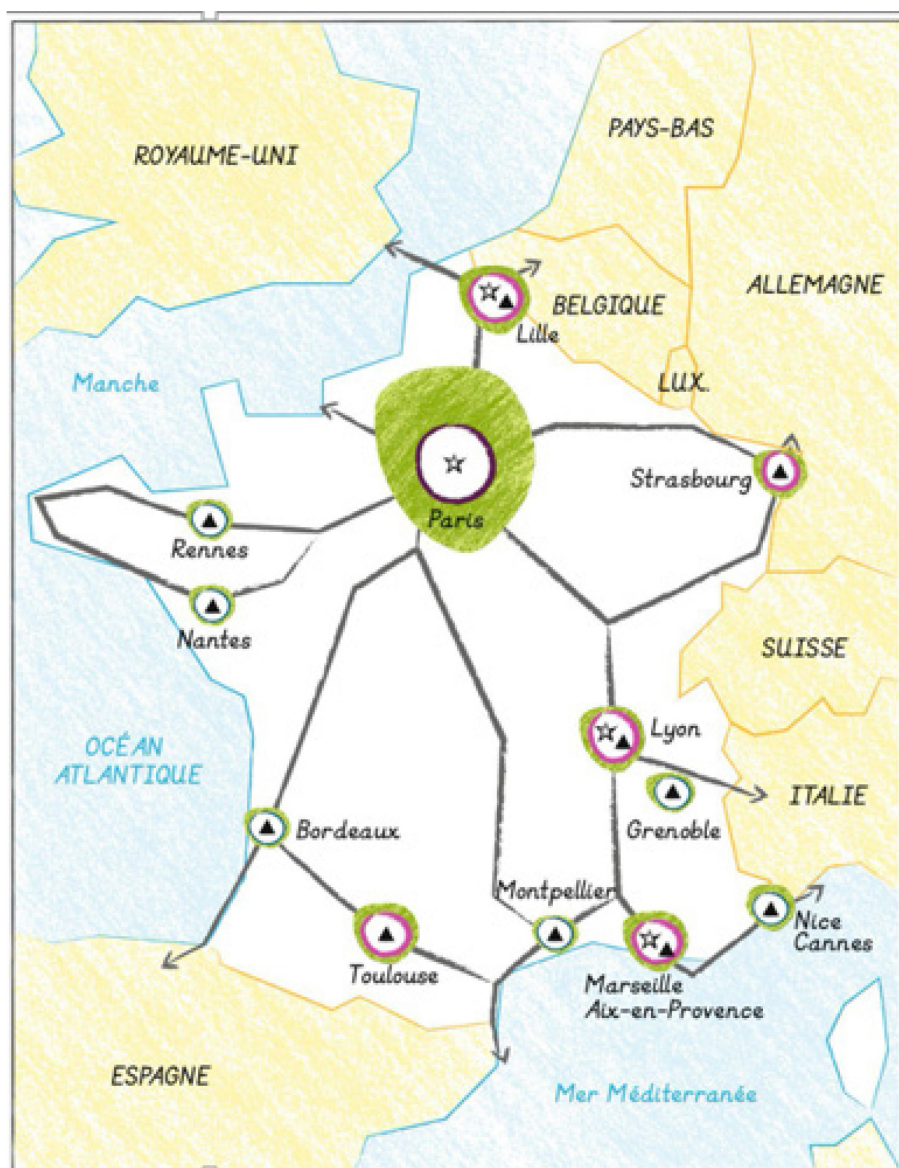 PAYS-BAS
ROYAUME-UNI
ALLEMAGNE
BELGIQUE
Lille
Manche
LUX.
Strasbourg
Paris
Rennes
Nantes
SUISSE
Lyon
OCÉAN
ATLANTIQUE
ITALIE
Grenoble
Bordeaux
Montpellier
Nice
Cannes
Toulouse
Marseille
Aix-en-Provence
ESPAGNE
Mer Méditerranée